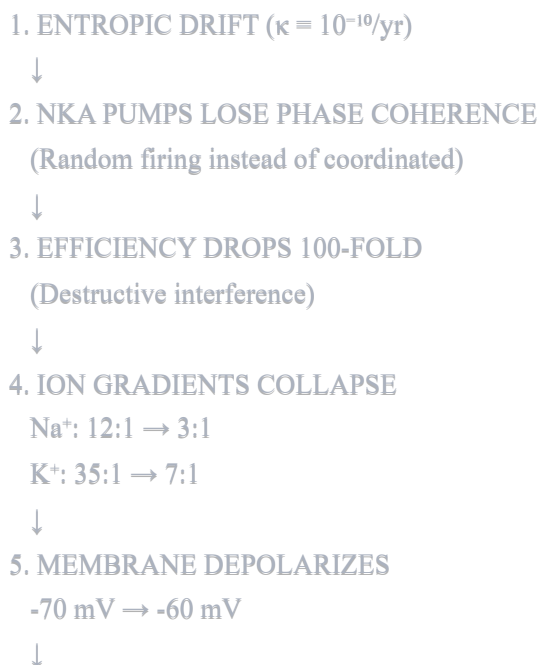 1. ENTROPIC DRIFT (κ = 10⁻¹⁰/yr)
↓
2. NKA PUMPS LOSE PHASE COHERENCE
(Random firing instead of coordinated)
↓
3. EFFICIENCY DROPS 100-FOLD
(Destructive interference)
↓
4. ION GRADIENTS COLLAPSE
Na⁺: 12:1 → 3:1
K⁺: 35:1 → 7:1
↓
5. MEMBRANE DEPOLARIZES
-70 mV → -60 mV
↓